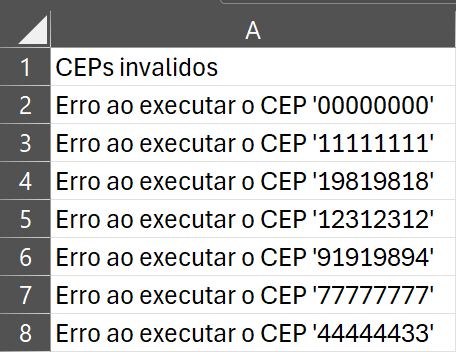 A
1 CEPs invalidos
2 Erro ao executar o CEP '00000000'
3 Erro ao executar o CEP '11111111'
4 Erro ao executar o CEP '19819818'
5 Erro ao executar o CEP '12312312'
6 Erro ao executar o CEP '91919894'
7 Erro ao executar o CEP '77777777'
8 Erro ao executar o CEP '44444433'